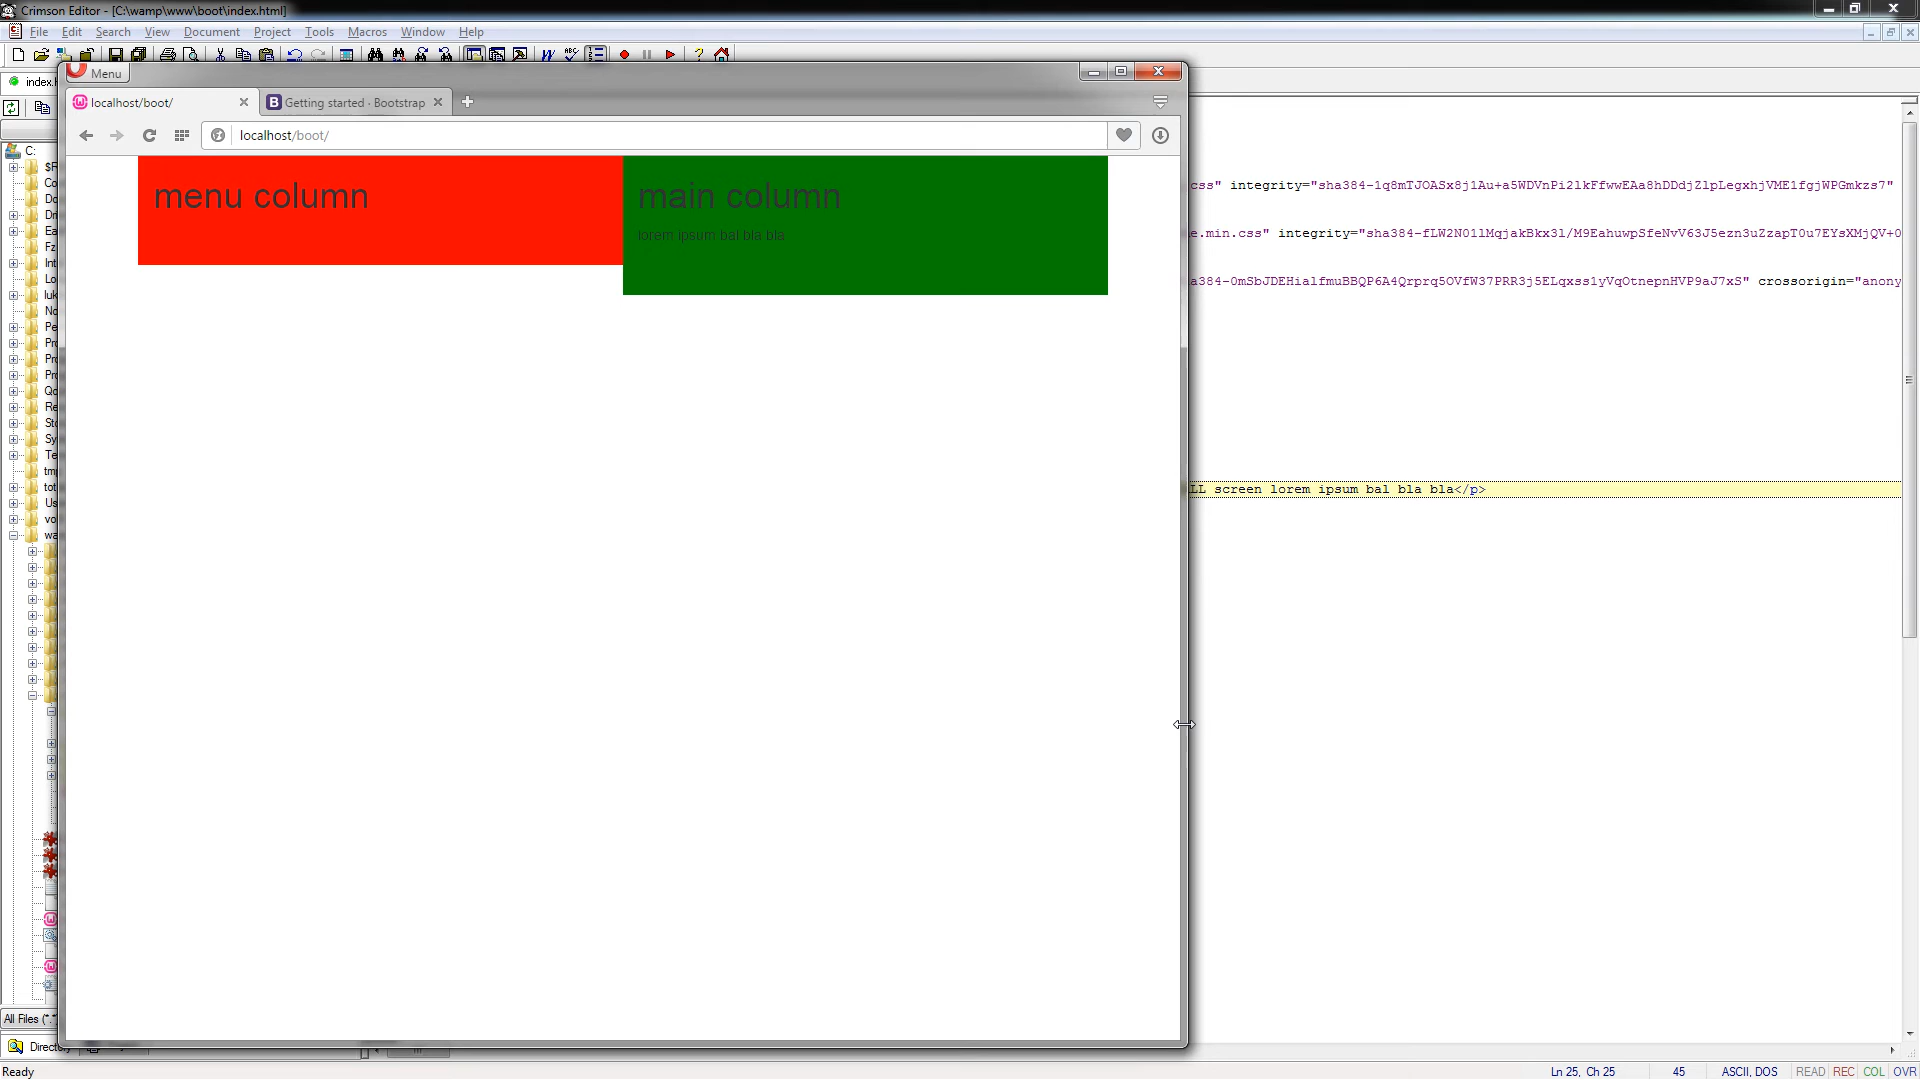 Crimson Editor - [C:\wamp\www\boot\index.html]
File Edit Search View Document Project Tools Macros Window Help
Menu
localhost/boot/
Getting started · Bootstrap
localhost/boot/
C:
menu column
main column
lorem ipsum bal bla bla
css" integrity="sha384-1q8mTJOASx8j1Au+a5WDVnPi2lkFfwwEAa8hDDdjZlpLegxhjVME1fgjWPGmkzs7"
e.min.css" integrity="sha384-fLW2N01lMqjakBkx3l/M9EahuwpSfeNvV63J5ezn3uZzapT0u7EYsXMjQV+0
a384-0mSbJDEHialfmuBBQP6A4Qrprq5OVfW37PRR3j5ELqxss1yVqOtnepnHVP9aJ7xS" crossorigin="anony
LL screen lorem ipsum bal bla bla</p>
All Files (*.*
Directo
Ready
Ln 25, Ch 25
45
ASCII, DOS
READ REC COL OVR